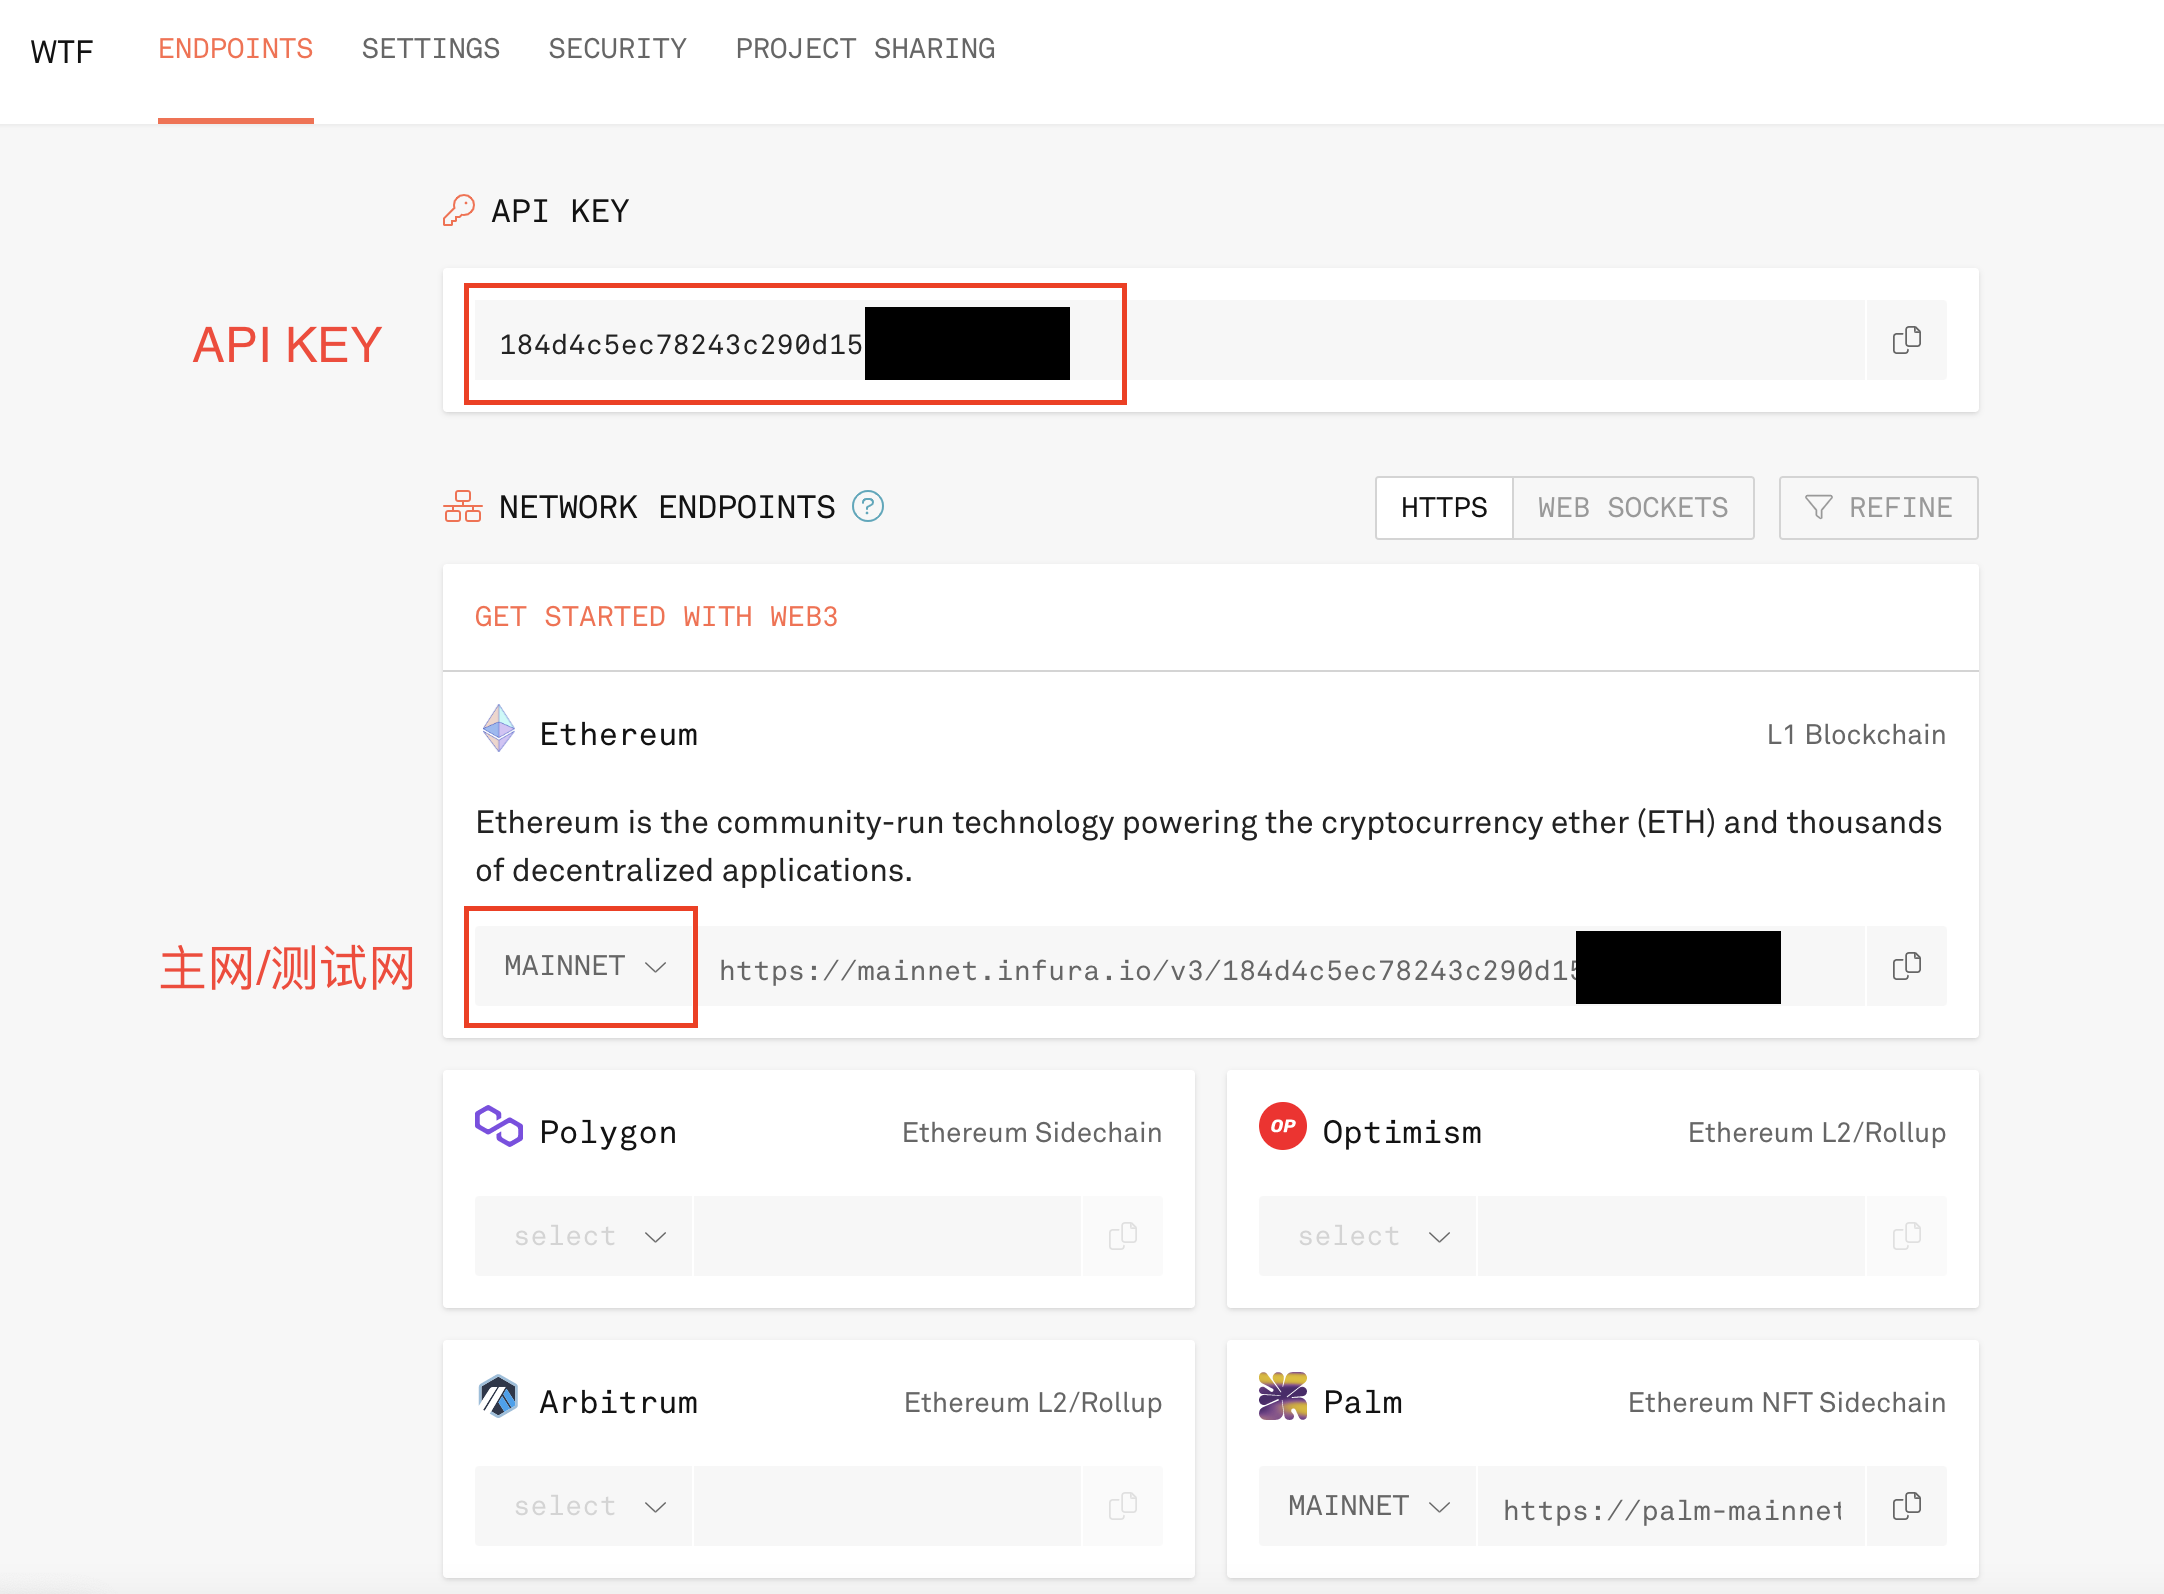 WTF ENDPOINTS SETTINGS SECURITY PROJECT SHARING
API KEY
API KEY
184d4c5ec78243c290d15
NETWORK ENDPOINTS ?
HTTPS WEB SOCKETS REFINE
GET STARTED WITH WEB3
Ethereum L1 Blockchain
Ethereum is the community-run technology powering the cryptocurrency ether (ETH) and thousands
of decentralized applications.
主网/测试网
MAINNET https://mainnet.infura.io/v3/184d4c5ec78243c290d15
Polygon Ethereum Sidechain
select
OP Optimism Ethereum L2/Rollup
select
Arbitrum Ethereum L2/Rollup
select
Palm Ethereum NFT Sidechain
MAINNET https://palm-mainnet